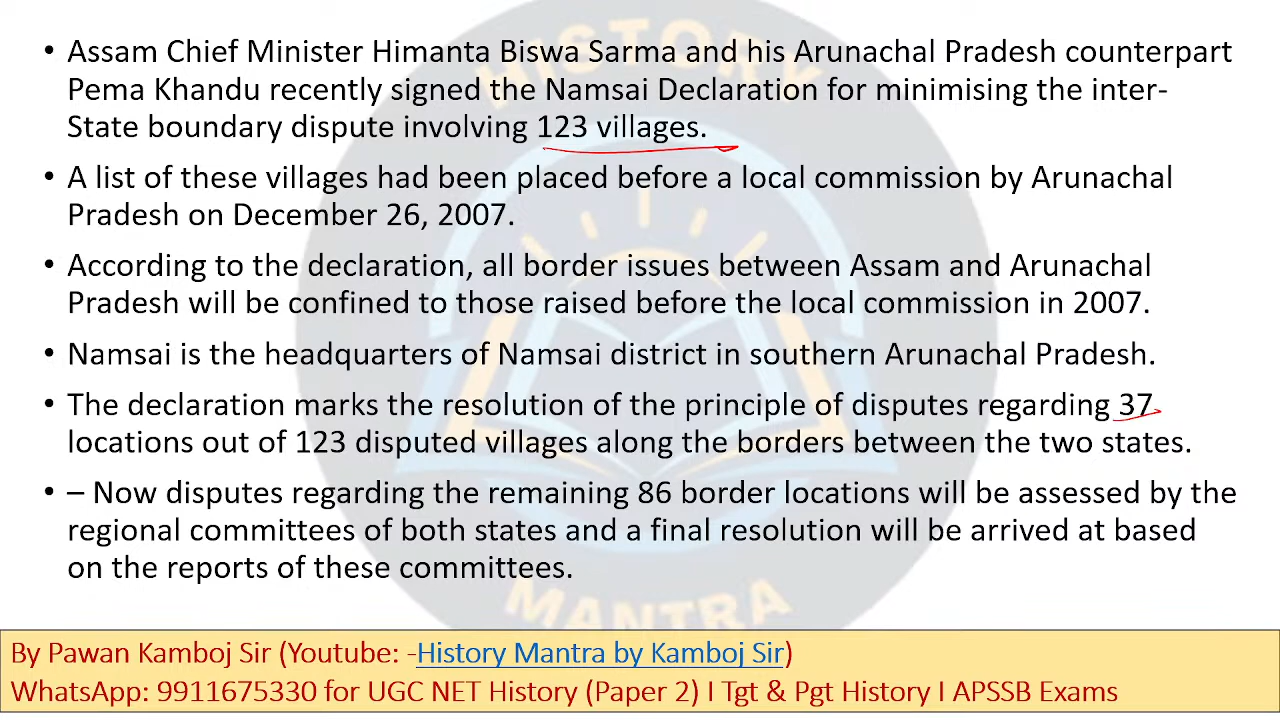 HISTORY
• Assam Chief Minister Himanta Biswa Sarma and his Arunachal Pradesh counterpart
Pema Khandu recently signed the Namsai Declaration for minimising the inter-
State boundary dispute involving 123 villages.
• A list of these villages had been placed before a local commission by Arunachal
Pradesh on December 26, 2007.
• According to the declaration, all border issues between Assam and Arunachal
Pradesh will be confined to those raised before the local commission in 2007.
• Namsai is the headquarters of Namsai district in southern Arunachal Pradesh.
• The declaration marks the resolution of the principle of disputes regarding 37
locations out of 123 disputed villages along the borders between the two states.
• – Now disputes regarding the remaining 86 border locations will be assessed by the
regional committees of both states and a final resolution will be arrived at based
on the reports of these committees.
MANTRA
By Pawan Kamboj Sir (Youtube: -History Mantra by Kamboj Sir)
WhatsApp: 9911675330 for UGC NET History (Paper 2) I Tgt & Pgt History I APSSB Exams